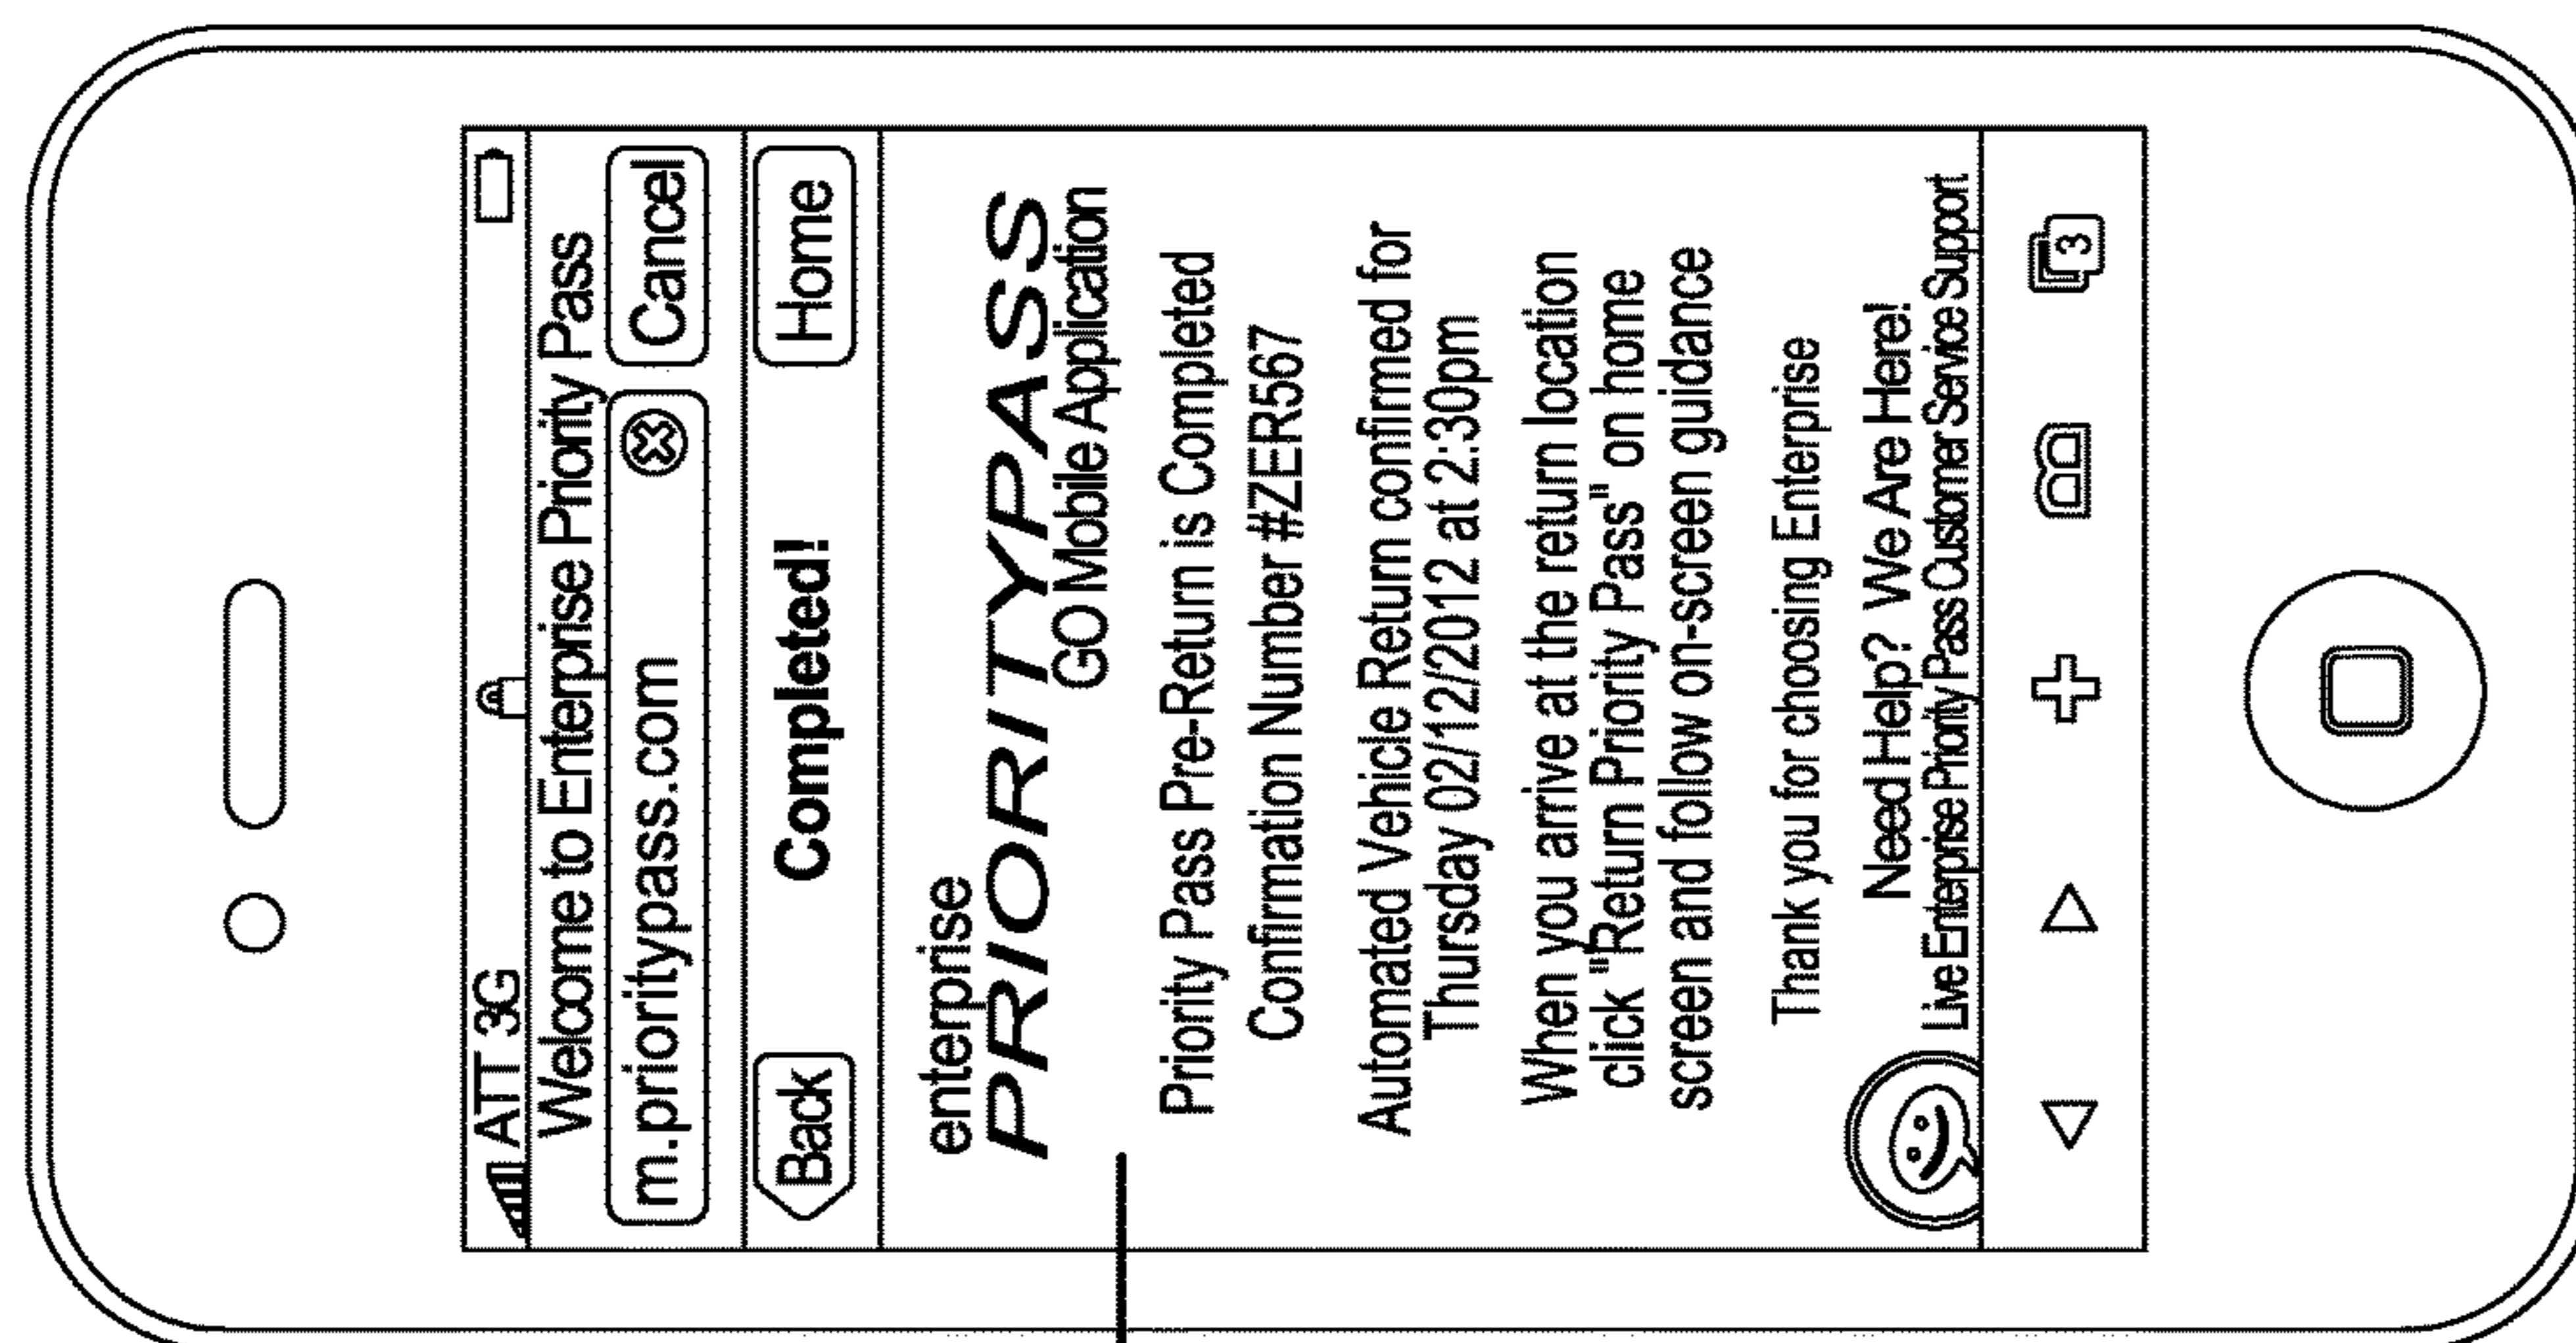 ATT 3G
Welcome to Enterprise Priority Pass
m.prioritypass.com
Cancel
Back
Completed!
Home
enterprise
PRIORITYPASS
GO Mobile Application
Priority Pass Pre-Return is Completed
Confirmation Number #ZER567
Automated Vehicle Return confirmed for
Thursday 02/12/2012 at 2:30pm
When you arrive at the return location
click "Return Priority Pass" on home
screen and follow on-screen guidance
Thank you for choosing Enterprise
Need Help? We Are Here!
Live Enterprise Priority Pass Customer Service Support
3